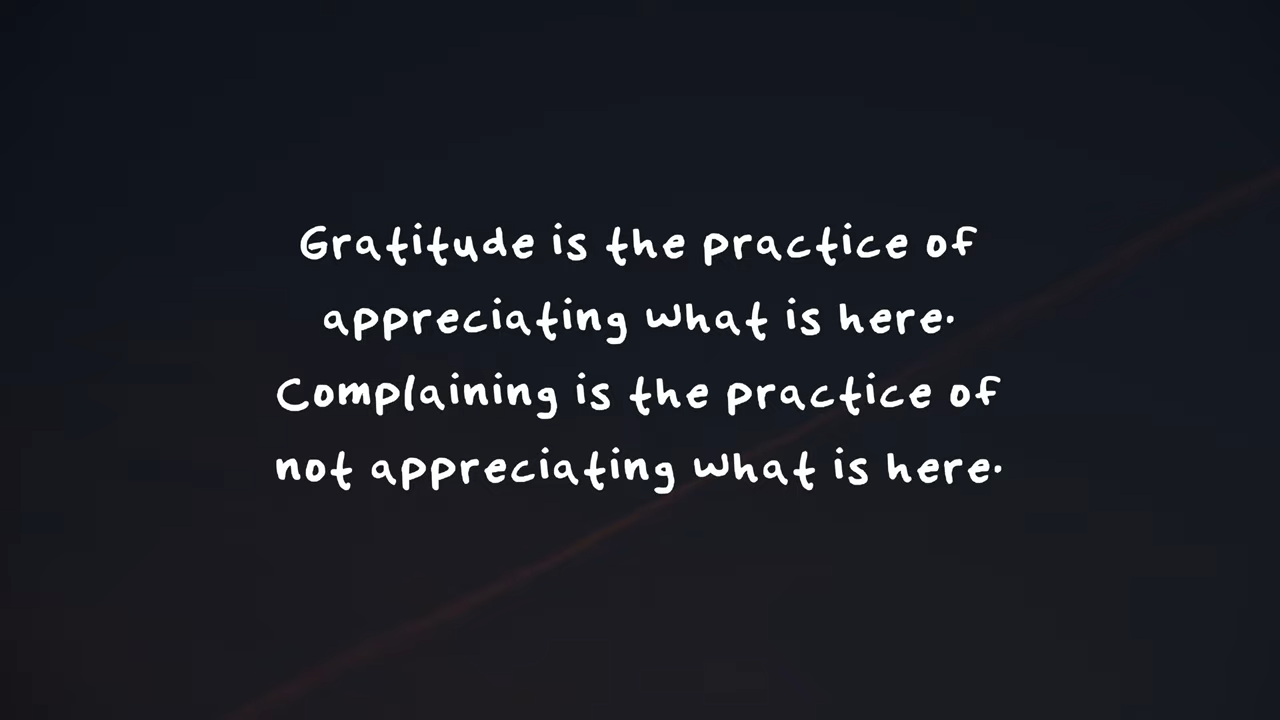 Gratitude is the practice of
appreciating what is here.
Complaining is the practice of
not appreciating what is here.